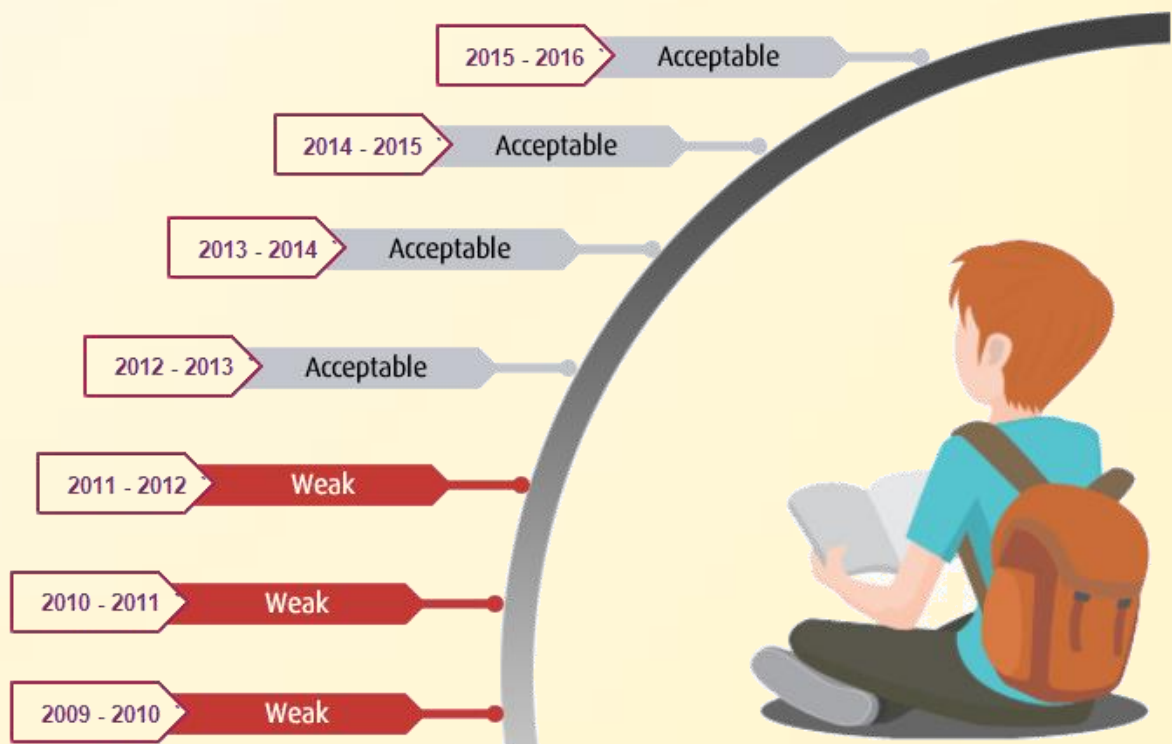 2015 - 2016 Acceptable
2014 - 2015 Acceptable
2013 - 2014 Acceptable
2012 - 2013 Acceptable
2011 - 2012 Weak
2010 - 2011 Weak
2009 - 2010 Weak